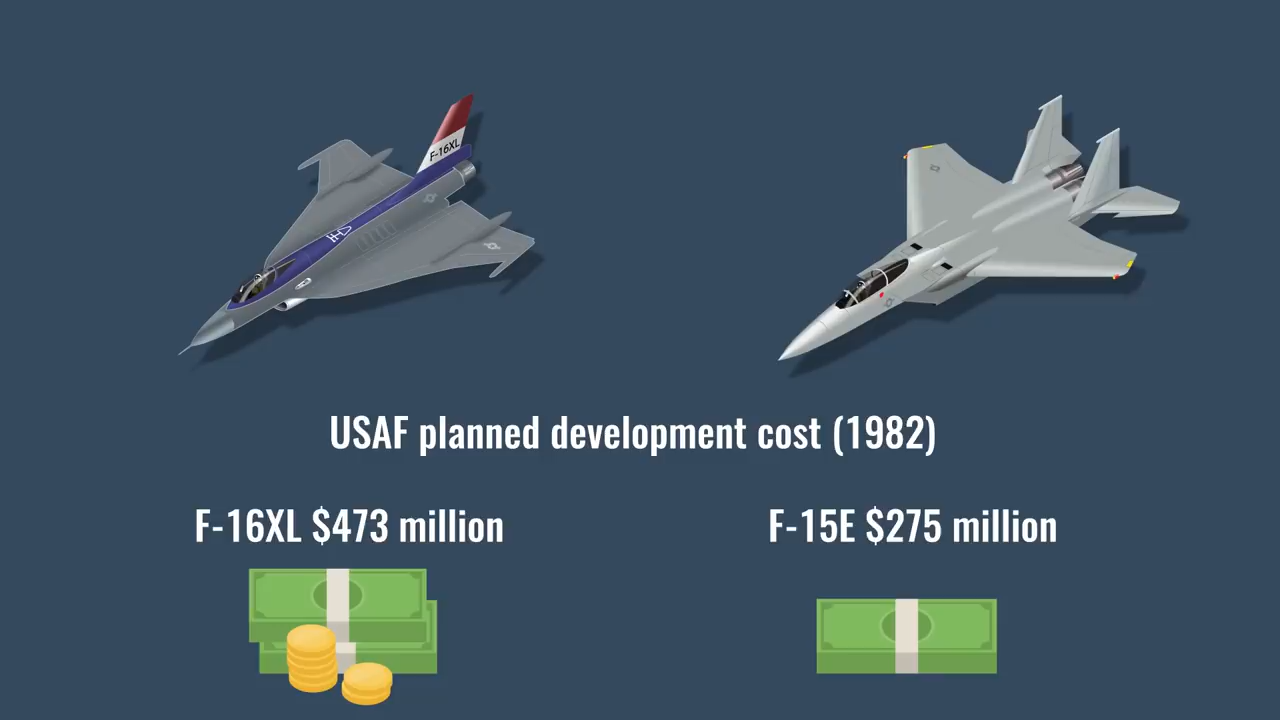 F-16XL
USAF planned development cost (1982)
F-16XL $473 million
F-15E $275 million